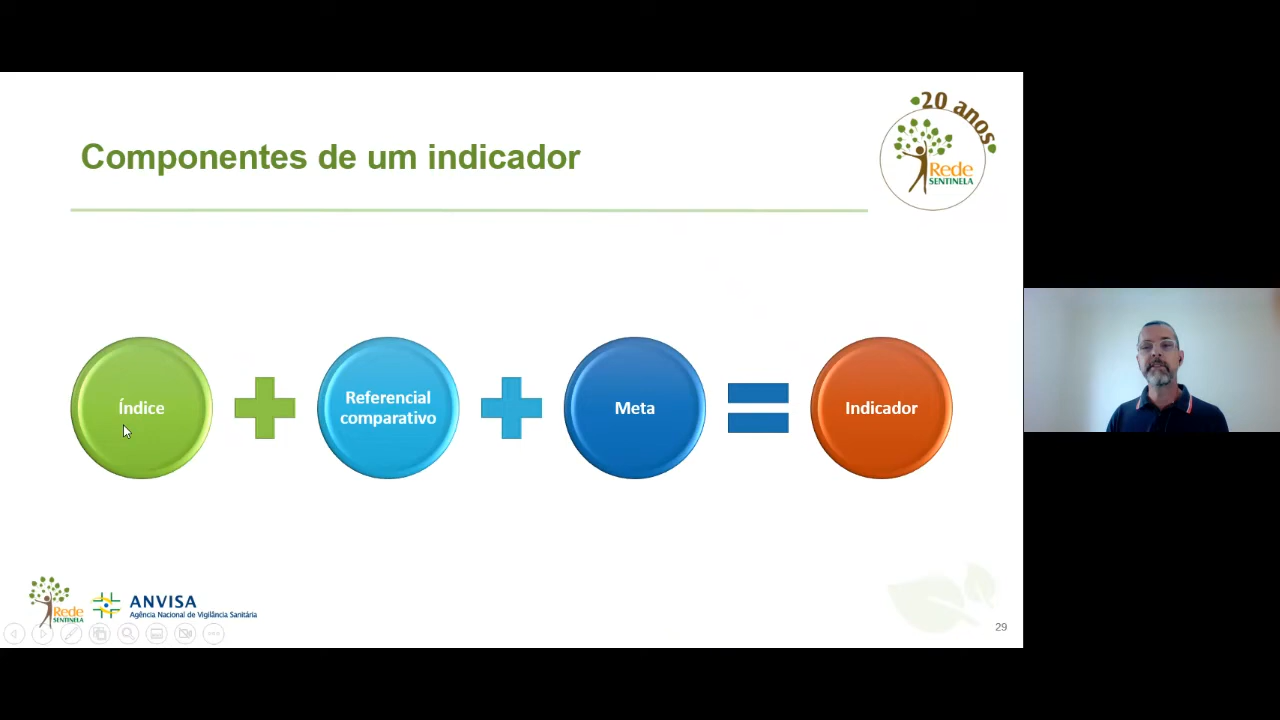 20 anos
Rede
SENTINELA
Componentes de um indicador
Índice
Referencial
comparativo
Meta
Indicador
Rede
SENTINELA
ANVISA
Agência Nacional de Vigilância Sanitária
29